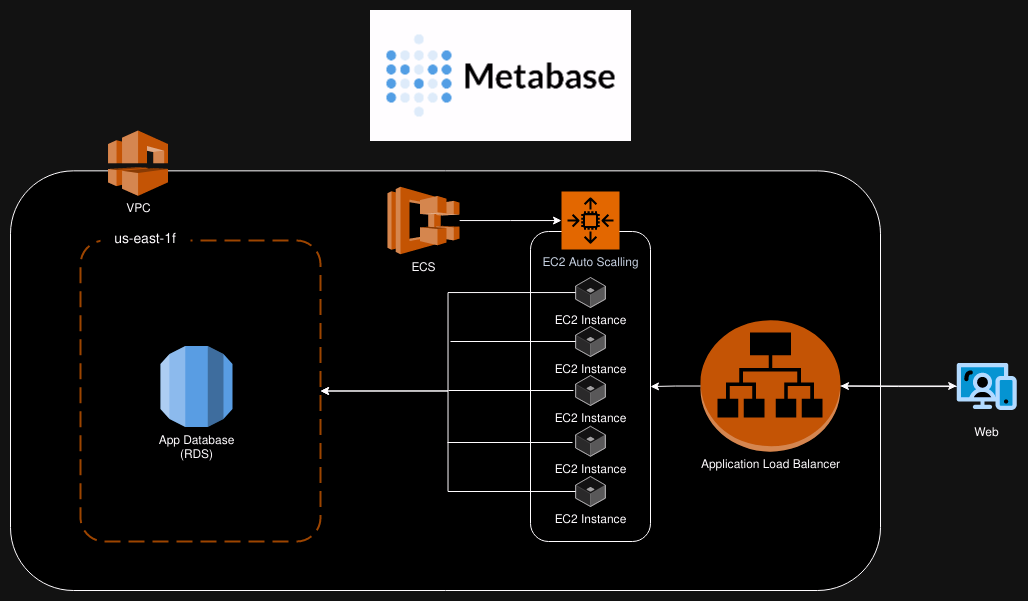 Metabase
VPC
us-east-1f
ECS
EC2 Auto Scalling
EC2 Instance
EC2 Instance
EC2 Instance
EC2 Instance
EC2 Instance
App Database
(RDS)
Application Load Balancer
Web